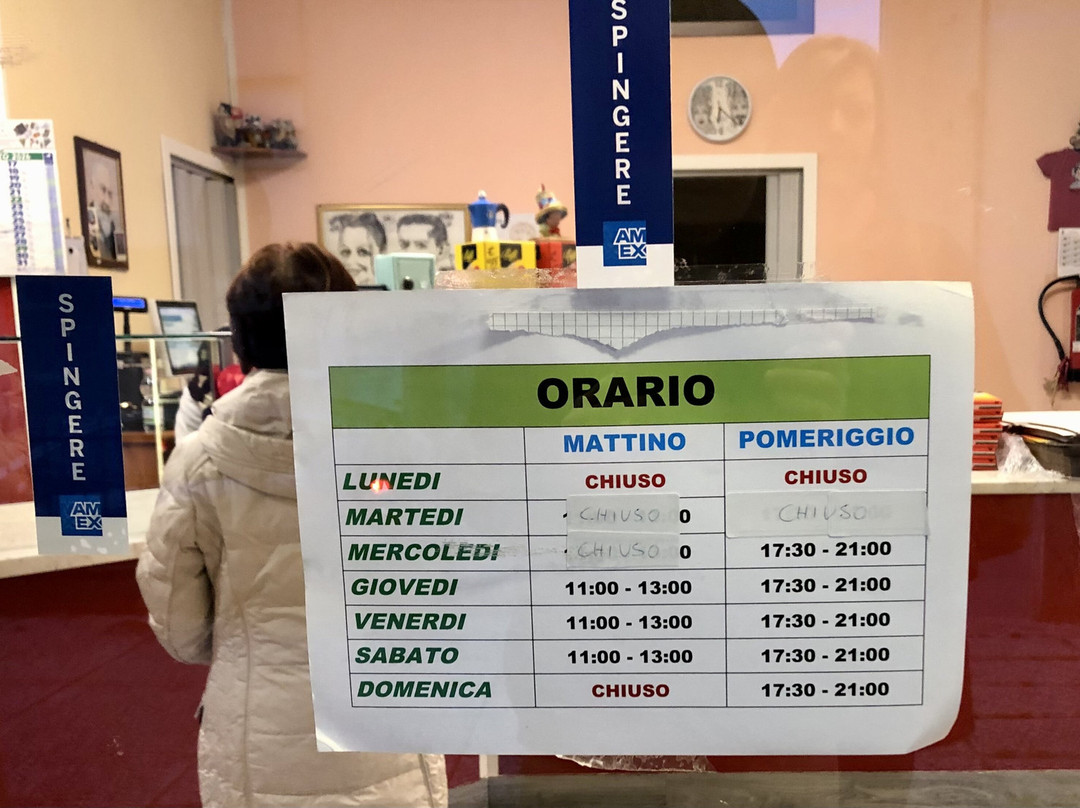 SPINGERE
AM
EX
SPINGERE
AM
EX
ORARIO
MATTINO POMERIGGIO
LUNEDI CHIUSO CHIUSO
MARTEDI CHIUSO CHIUSO
MERCOLEDI CHIUSO 17:30 - 21:00
GIOVEDI 11:00 - 13:00 17:30 - 21:00
VENERDI 11:00 - 13:00 17:30 - 21:00
SABATO 11:00 - 13:00 17:30 - 21:00
DOMENICA CHIUSO 17:30 - 21:00